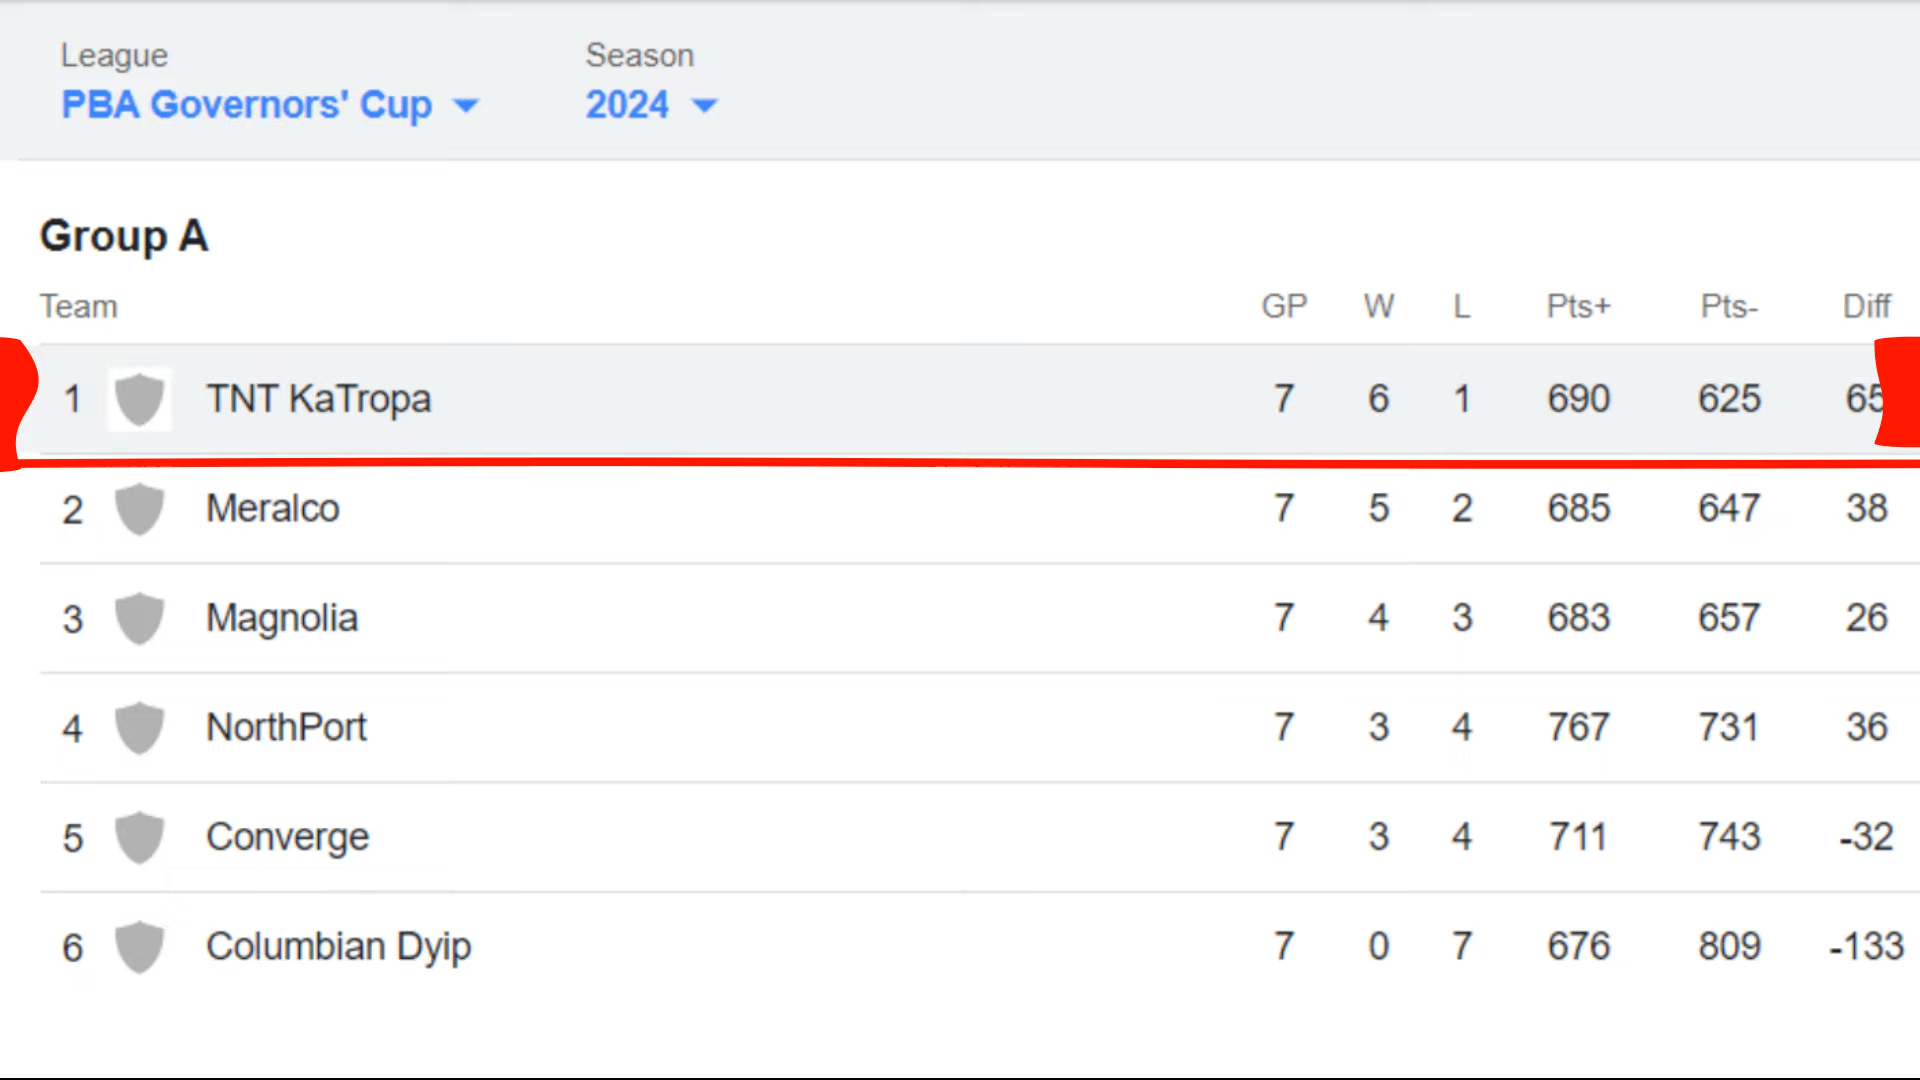 League Season
PBA Governors' Cup 2024
Group A
Team GP W L Pts+ Pts- Diff
1 TNT KaTropa 7 6 1 690 625 65
2 Meralco 7 5 2 685 647 38
3 Magnolia 7 4 3 683 657 26
4 NorthPort 7 3 4 767 731 36
5 Converge 7 3 4 711 743 -32
6 Columbian Dyip 7 0 7 676 809 -133